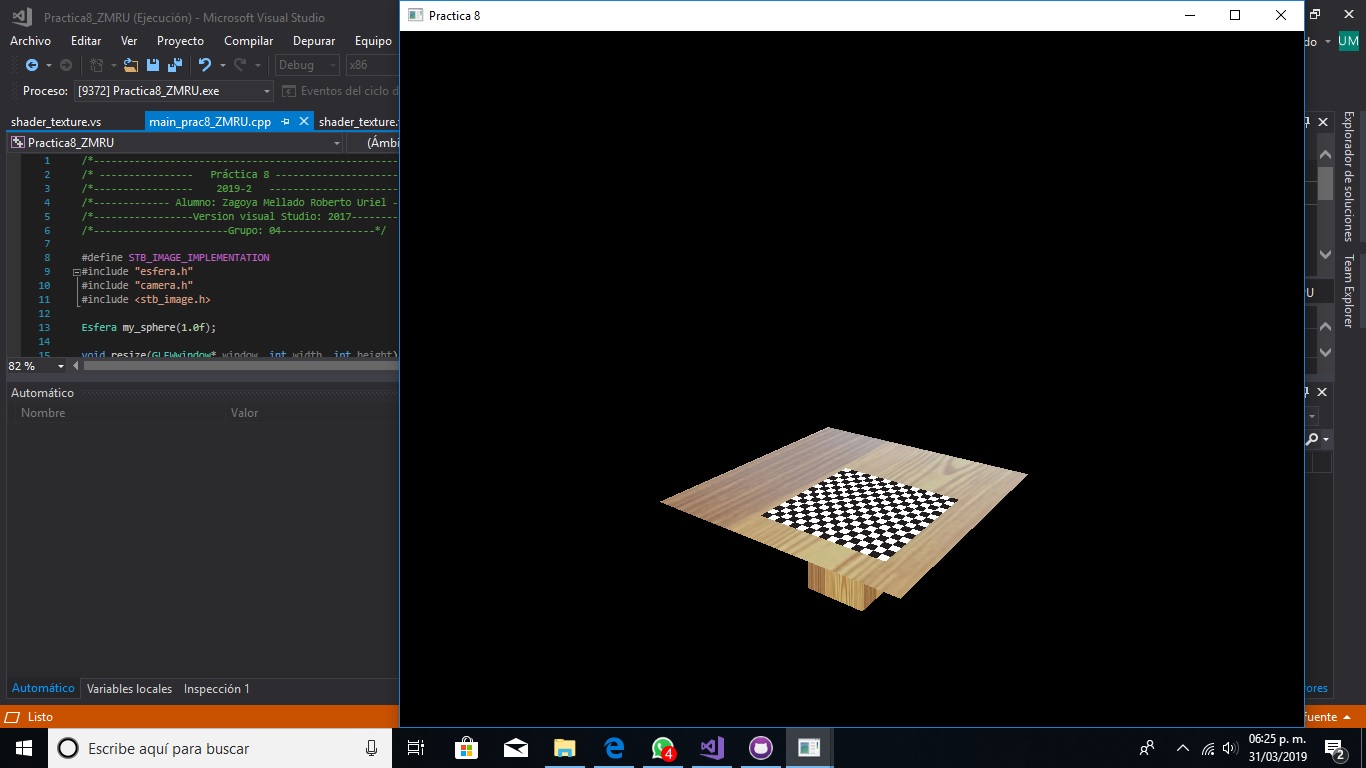 Practica8_ZMRU (Ejecución) - Microsoft Visual Studio
Practica 8
Archivo Editar Ver Proyecto Compilar Depurar Equipo
do UM
Debug x86
Proceso: [9372] Practica8_ZMRU.exe Eventos del ciclo d
shader_texture.vs main_prac8_ZMRU.cpp shader_texture.
Practica8_ZMRU (Ámbi
1 /*----------------------------------------------------
2 /* ---------------- Práctica 8 ---------------------
3 /*----------------- 2019-2 ----------------------
4 /*------------- Alumno: Zagoya Mellado Roberto Uriel -
5 /*-----------------Version visual Studio: 2017--------
6 /*-----------------------Grupo: 04----------------*/
7
8 #define STB_IMAGE_IMPLEMENTATION
9 #include "esfera.h"
10 #include "camera.h"
11 #include <stb_image.h>
12
13 Esfera my_sphere(1.0f);
14
15 void resize(GLFWwindow* window, int width, int height)
82 %
Automático
Nombre Valor
Automático Variables locales Inspección 1
Explorador de soluciones
Team Explorer
RU
ores
Listo
fuente
Escribe aquí para buscar
4
06:25 p. m.
31/03/2019
2